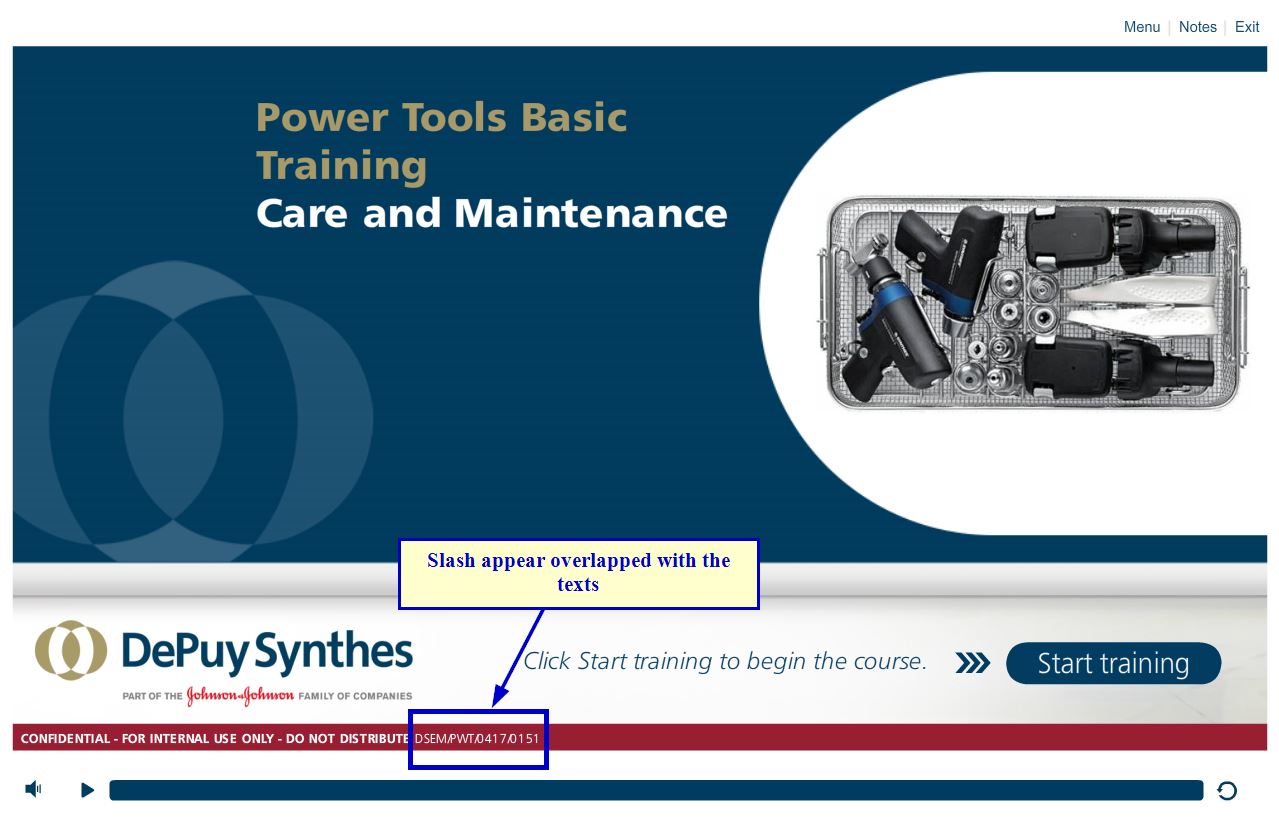 Menu | Notes | Exit
Power Tools Basic
Training
Care and Maintenance
Slash appear overlapped with the
texts
DePuy Synthes
PART OF THE Johnson & Johnson FAMILY OF COMPANIES
Click Start training to begin the course.
Start training
CONFIDENTIAL - FOR INTERNAL USE ONLY - DO NOT DISTRIBUTE DSEM/PWT/0417/0151